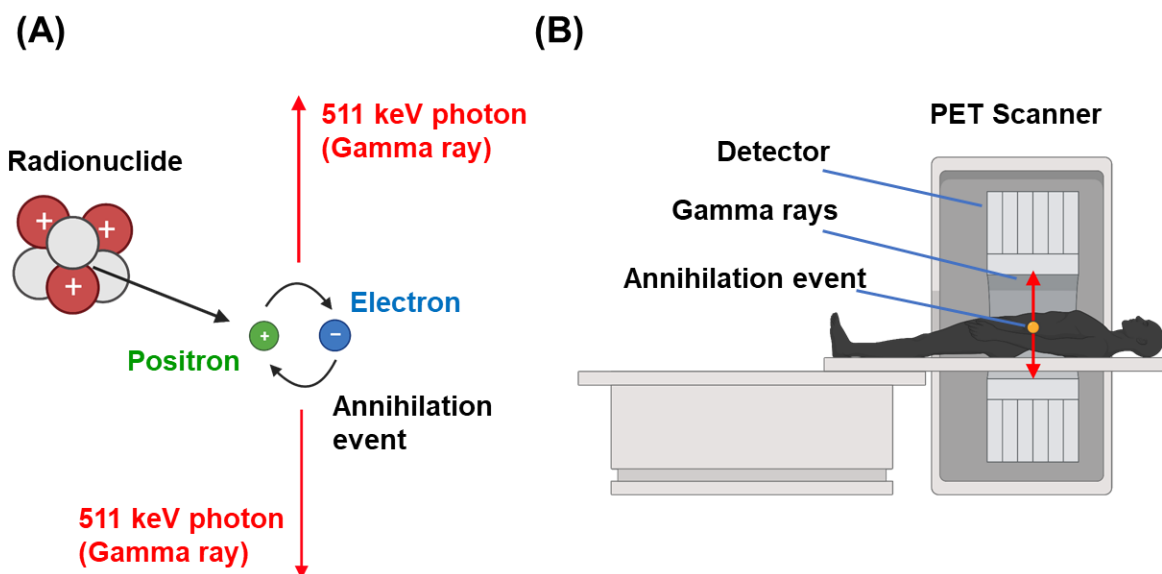 (A)
511 keV photon
(Gamma ray)
Radionuclide
+
+
+
Electron
+
−
Positron
Annihilation
event
511 keV photon
(Gamma ray)
(B)
PET Scanner
Detector
Gamma rays
Annihilation event